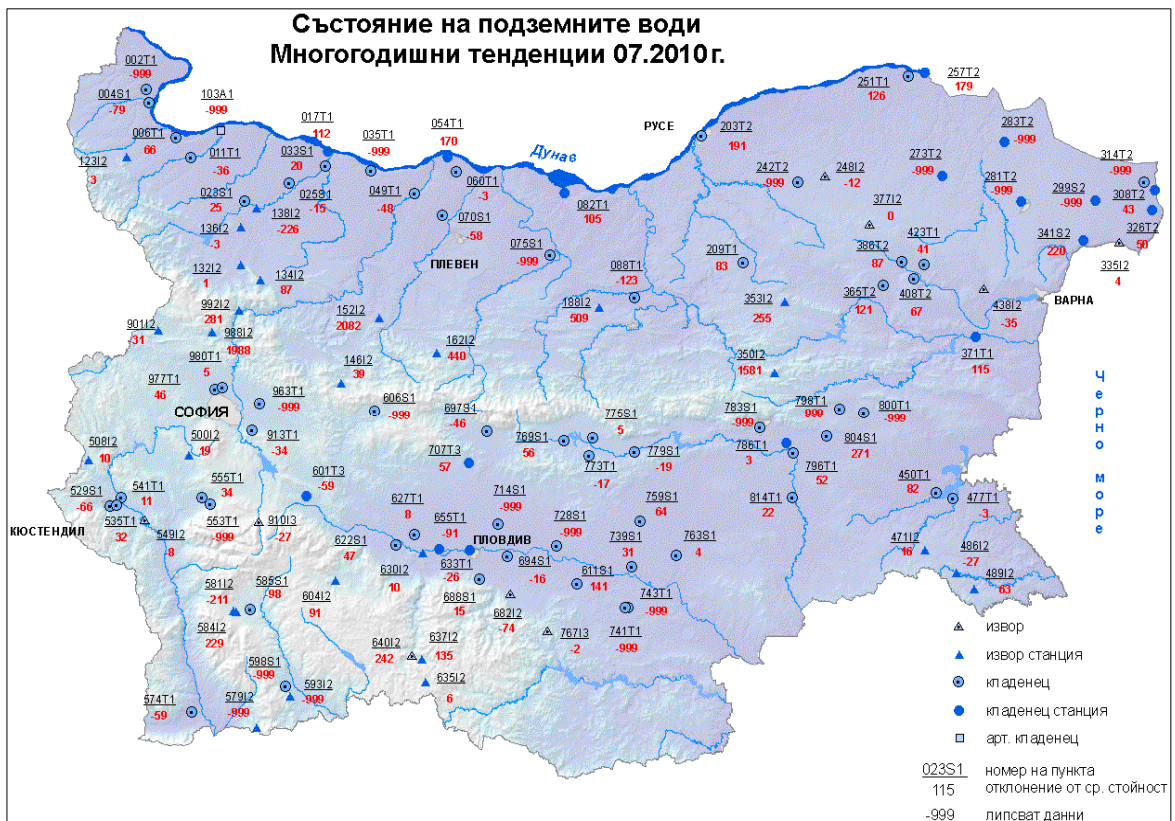 Състояние на подземните води
Многогодишни тенденции 07.2010 г.
002T1
-999
004S1
-79
103A1
-999
006T1
66
011T1
-36
123I2
3
017T1
112
033S1
20
035T1
-999
025S1
-15
023S1
25
138I2
-226
136I2
-3
132I2
1
134I2
87
049T1
-48
054T1
170
060T1
-3
070S1
-58
ПЛЕВЕН
075S1
-999
082T1
105
Дунав
088T1
-123
РУСЕ
203T2
191
209T1
83
242T2
-999
248I2
-12
251T1
126
257T2
179
273T2
-999
283T2
-999
281T2
-999
299S2
-999
314T2
-999
308T2
43
326T2
50
341S2
220
335I2
4
377I2
0
386T2
87
423T1
41
365T2
121
408T2
67
438I2
-35
ВАРНА
371T1
115
353I2
255
350I2
1581
188I2
509
152I2
2082
162I2
440
146I2
39
992I2
281
988I2
1988
901I2
31
980T1
5
977T1
46
963T1
-999
СОФИЯ
913T1
-34
500I2
19
508I2
10
606S1
-999
697S1
-46
707T3
57
769S1
56
775S1
5
773T1
-17
779S1
-19
783S1
-999
786T1
3
798T1
999
800T1
-999
804S1
271
796T1
52
814T1
22
450T1
82
477T1
-3
471I2
16
486I2
-27
489I2
63
Черно море
529S1
-66
541T1
11
535T1
32
КЮСТЕНДИЛ
549I2
8
555T1
34
553T1
-999
910I3
-27
601T3
-59
627T1
8
622S1
47
630I2
10
655T1
-91
633T1
-26
ПЛОВДИВ
714S1
-999
728S1
-999
694S1
-16
688S1
15
682I2
-74
611S1
141
739S1
31
759S1
64
763S1
4
743T1
-999
741T1
-999
767I3
-2
581I2
-211
585S1
-98
584I2
229
604I2
91
640I2
242
637I2
135
635I2
6
598S1
-999
593I2
-999
579I2
-999
574T1
-59
извор
извор станция
кладенец
кладенец станция
арт. кладенец
023S1 номер на пункта
115 отклонение от ср. стойност
-999 липсват данни